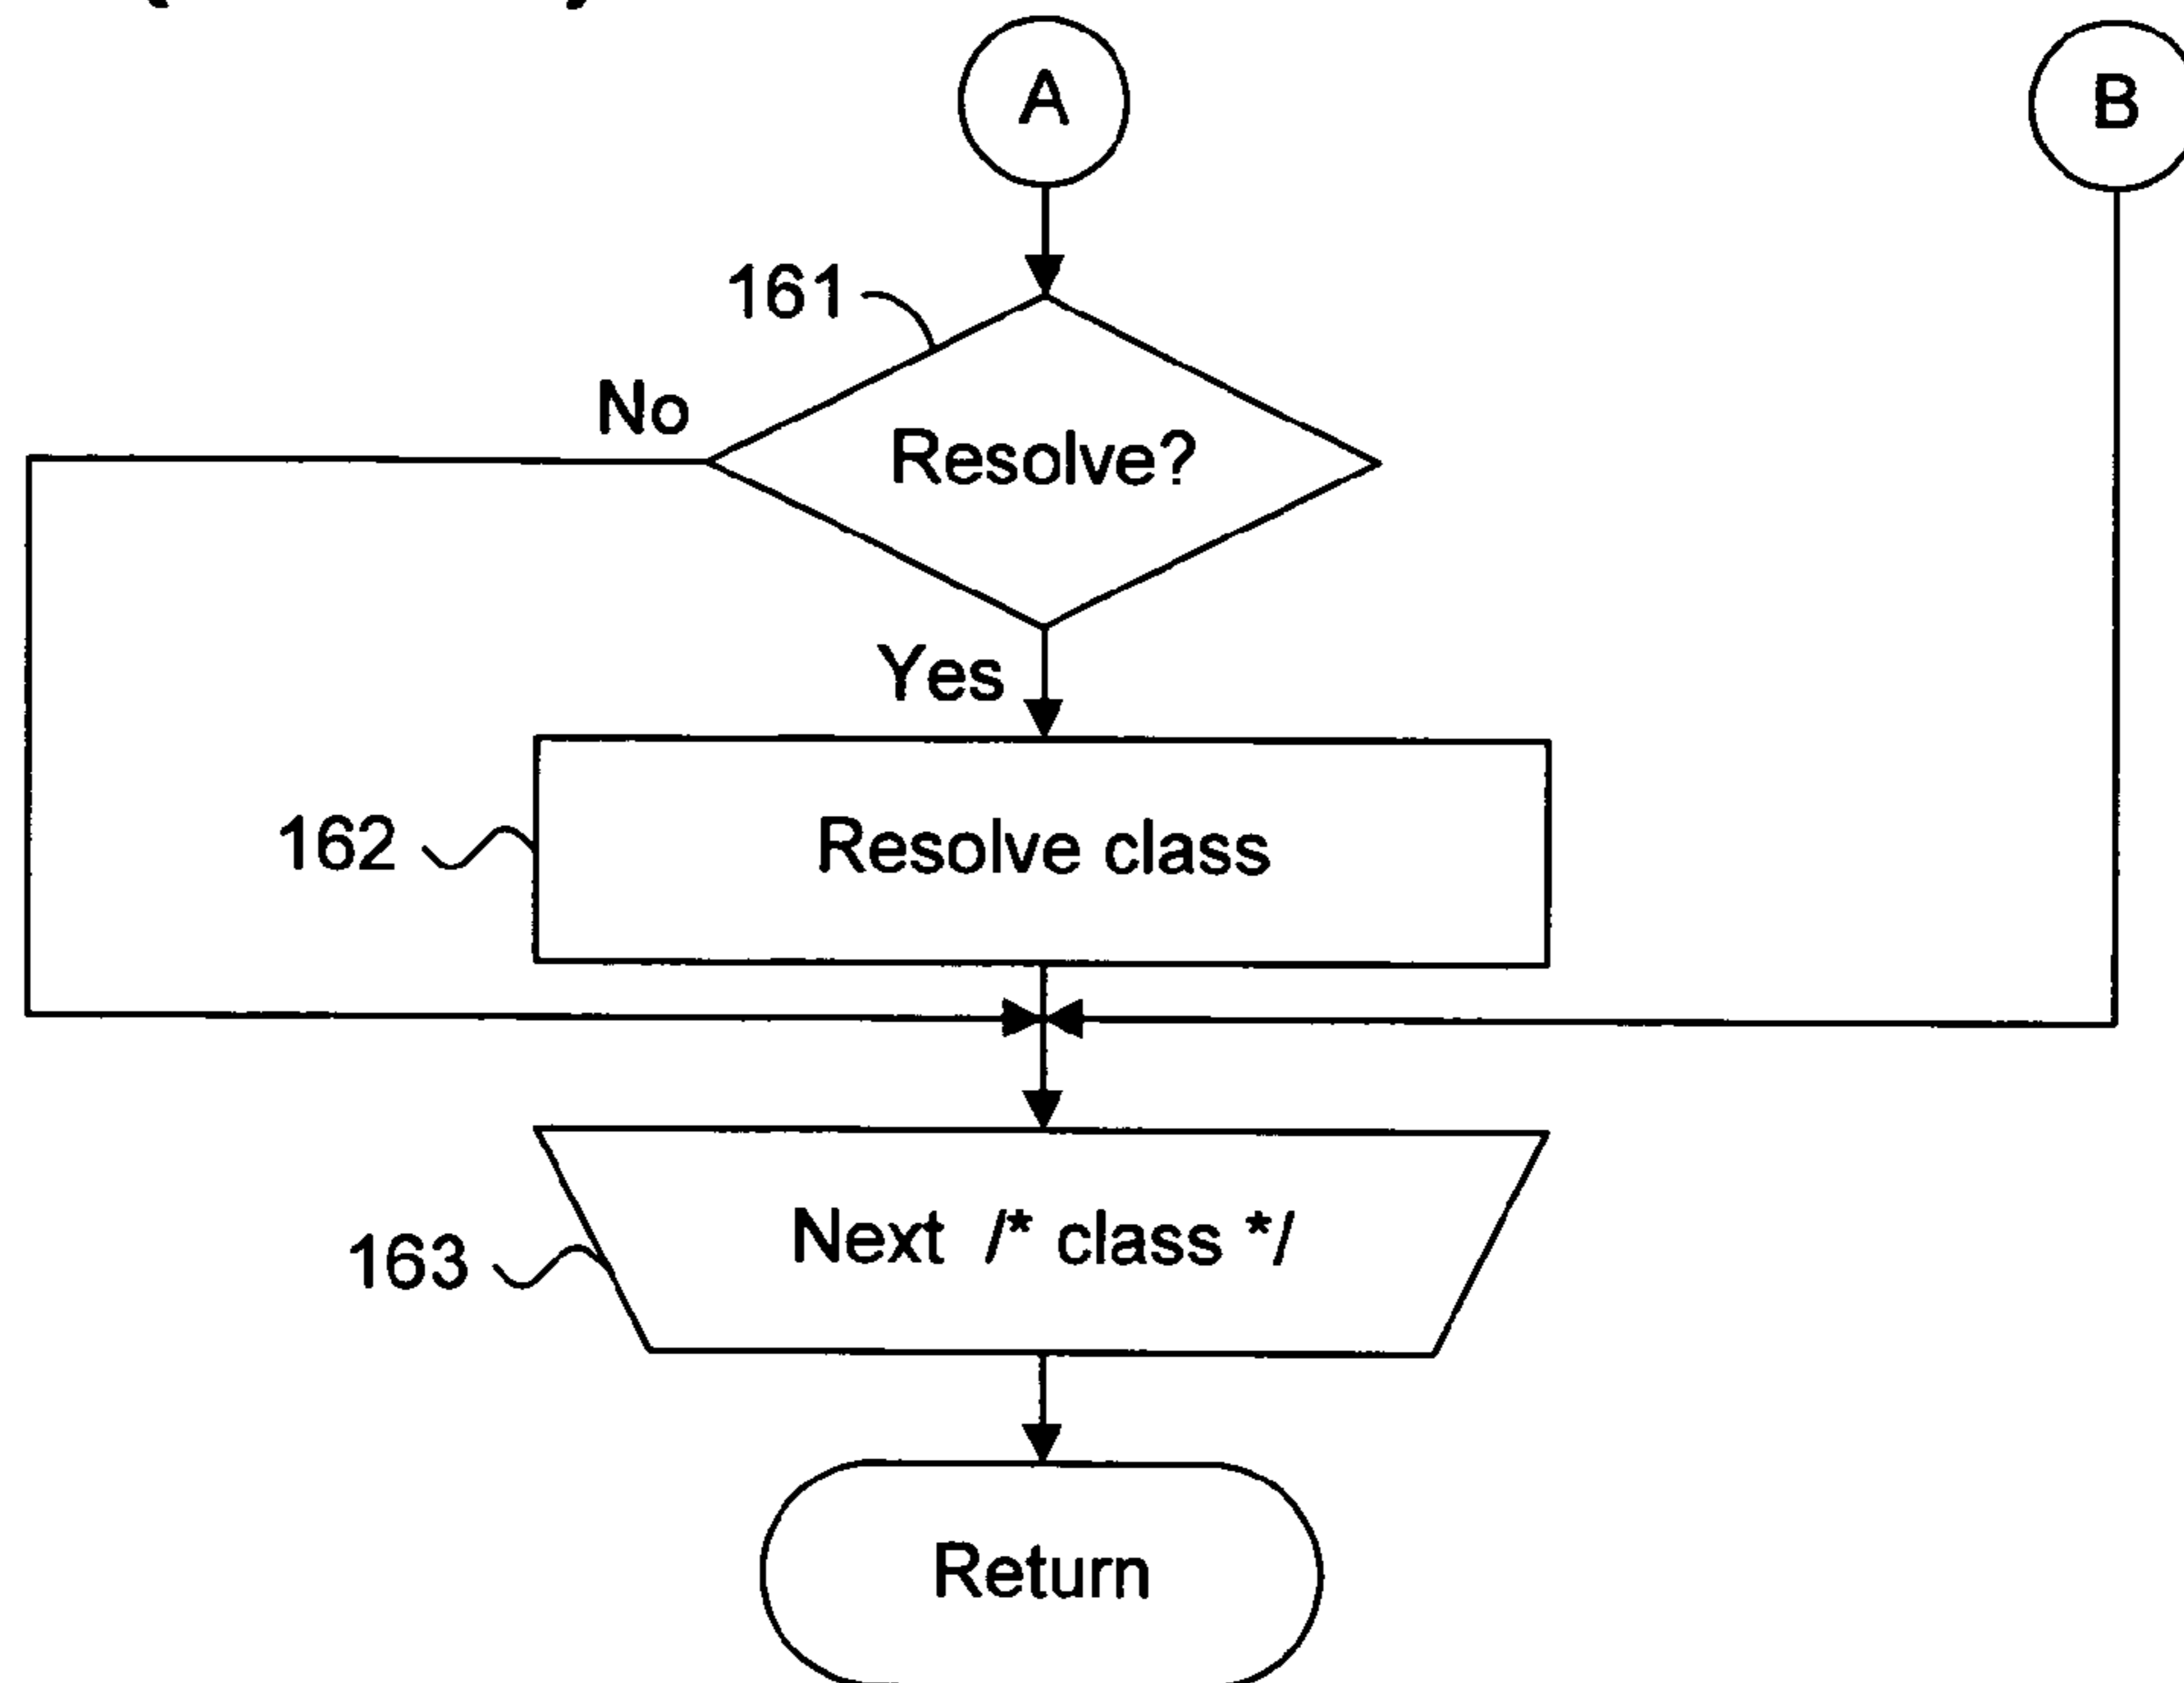 A
B
161
No
Resolve?
Yes
162
Resolve class
163
Next /* class */
Return